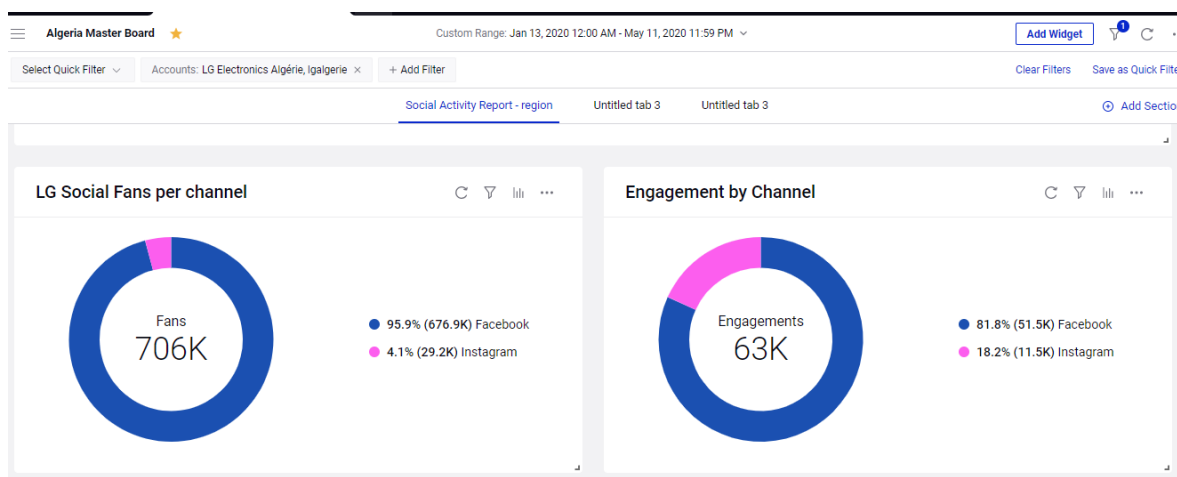 Algeria Master Board
Custom Range: Jan 13, 2020 12:00 AM - May 11, 2020 11:59 PM
Add Widget
1
Select Quick Filter
Accounts: LG Electronics Algérie, lgalgerie ×
+ Add Filter
Clear Filters
Save as Quick Filte
Social Activity Report - region
Untitled tab 3
Untitled tab 3
Add Sectio
LG Social Fans per channel
Fans
706K
95.9% (676.9K) Facebook
4.1% (29.2K) Instagram
Engagement by Channel
Engagements
63K
81.8% (51.5K) Facebook
18.2% (11.5K) Instagram